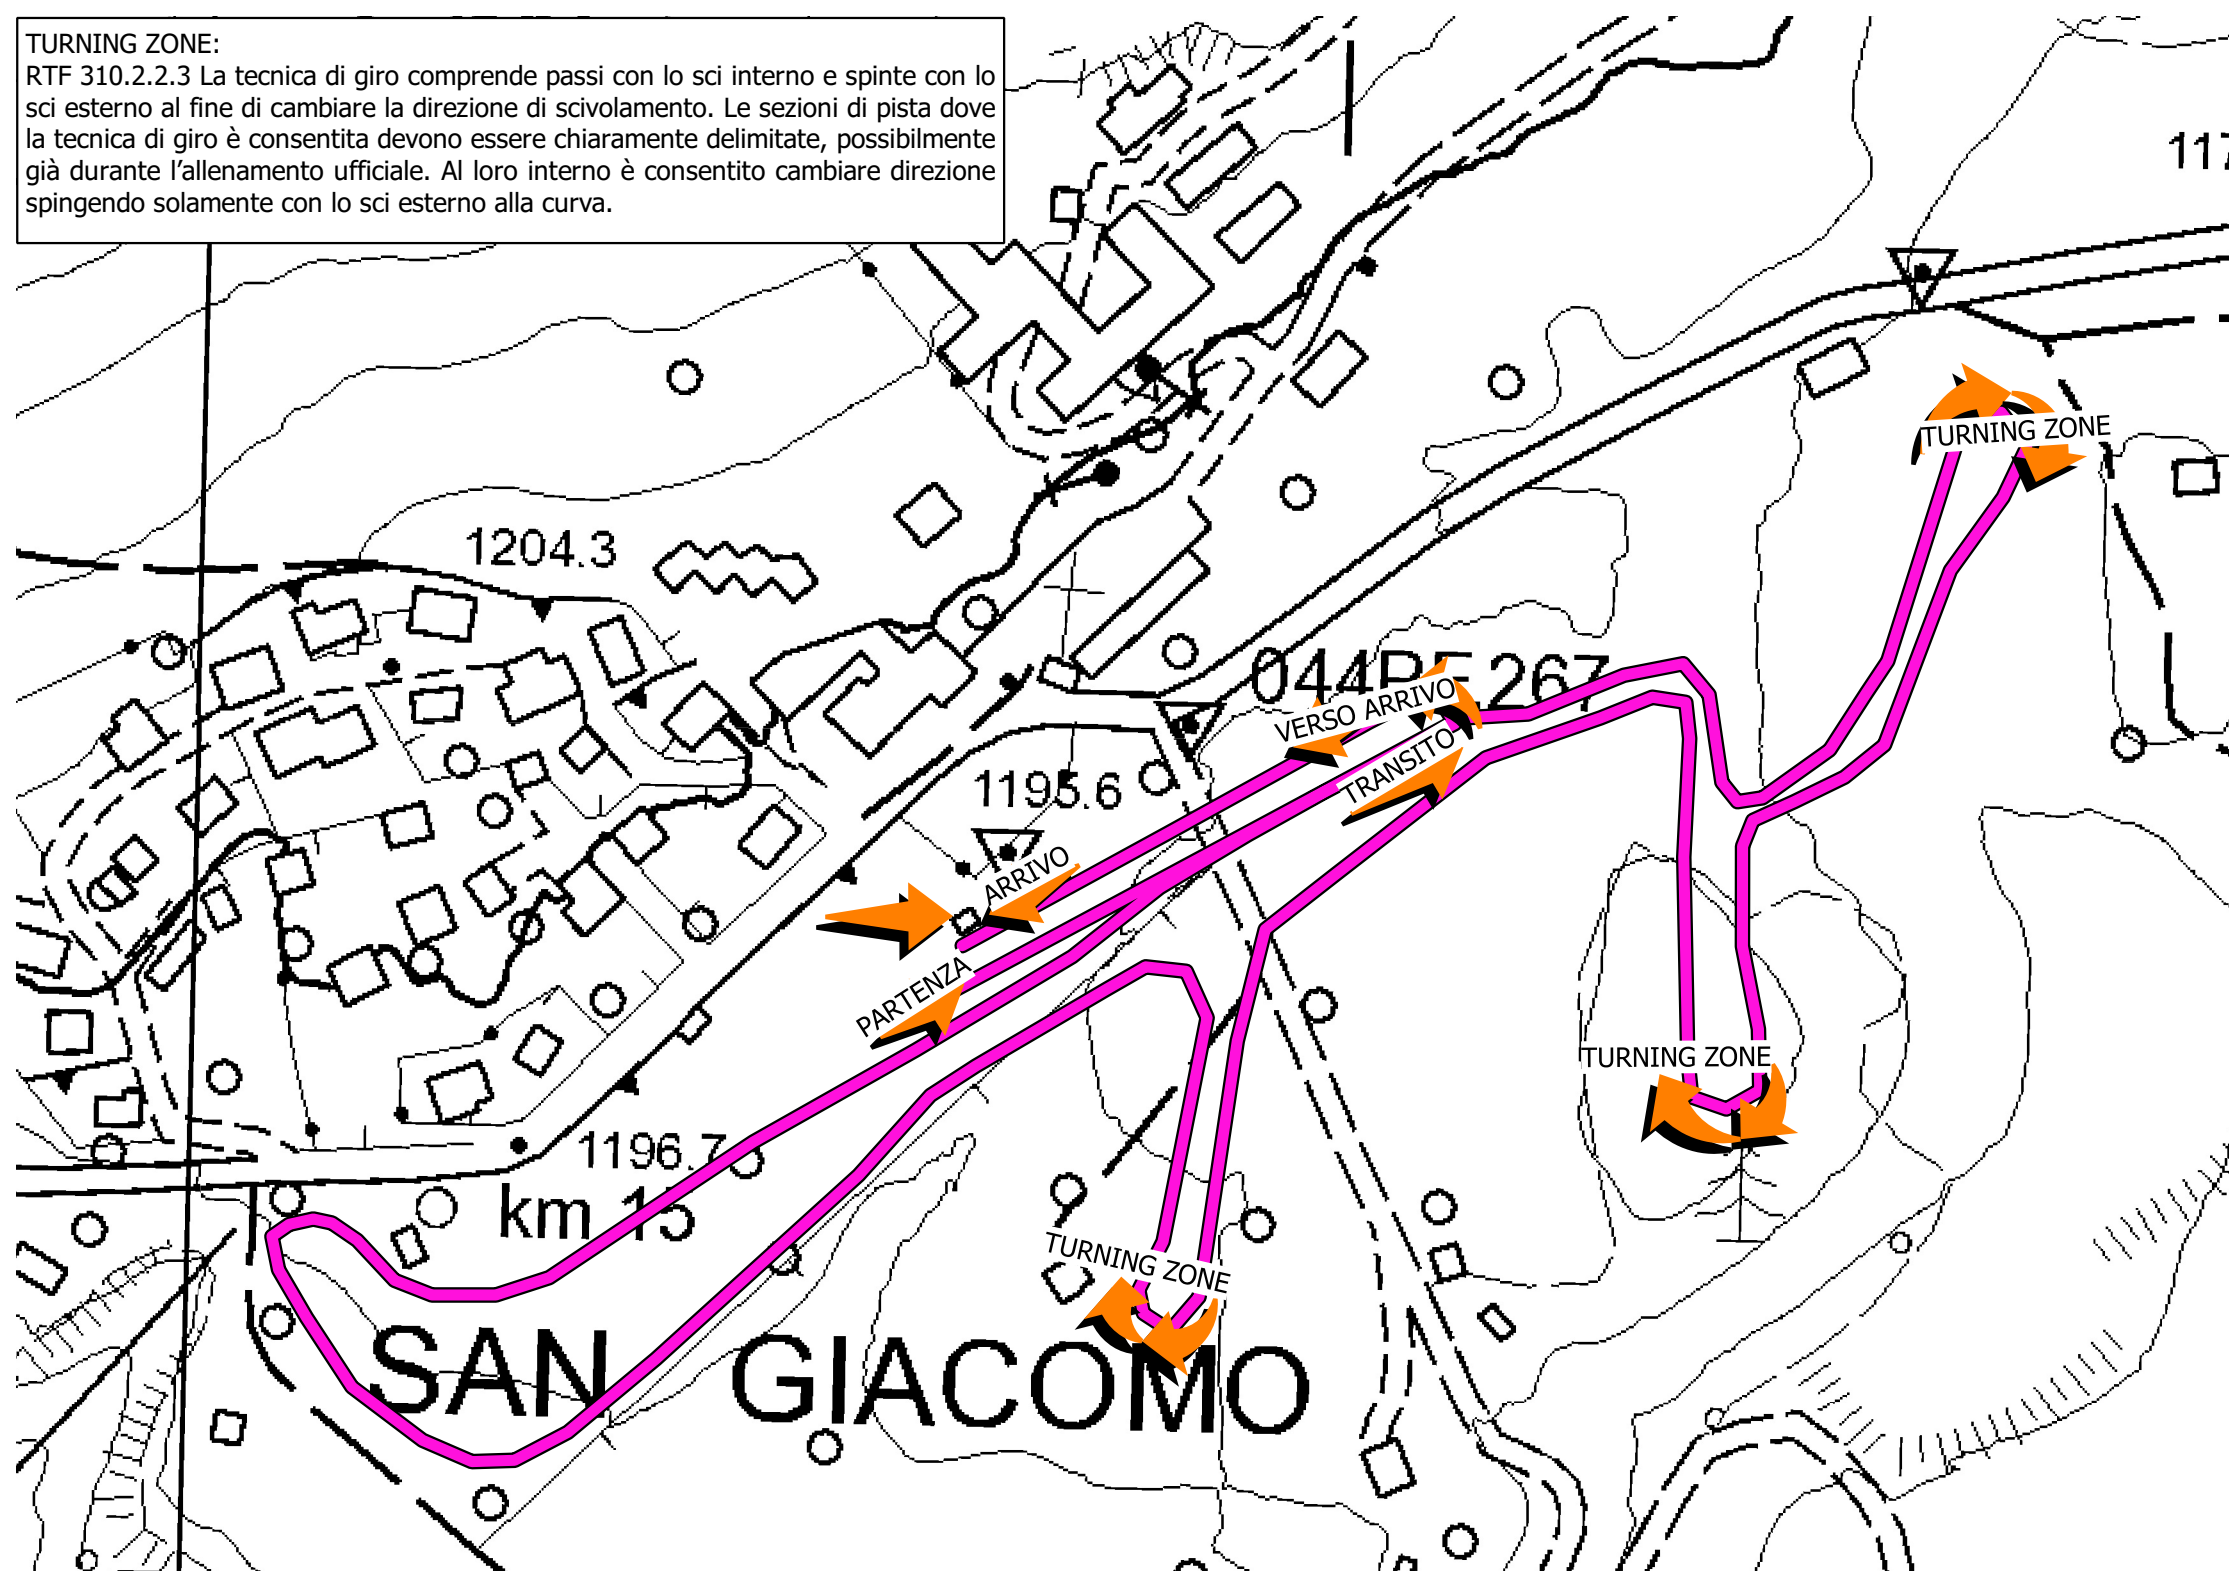 TURNING ZONE:
RTF 310.2.2.3 La tecnica di giro comprende passi con lo sci interno e spinte con lo
sci esterno al fine di cambiare la direzione di scivolamento. Le sezioni di pista dove
la tecnica di giro è consentita devono essere chiaramente delimitate, possibilmente
già durante l’allenamento ufficiale. Al loro interno è consentito cambiare direzione
spingendo solamente con lo sci esterno alla curva.
117
TURNING ZONE
1204.3
267
VERSO ARRIVO
TRANSITO
1195.6
ARRIVO
PARTENZA
TURNING ZONE
1196.7
km 15
TURNING ZONE
SAN GIACOMO